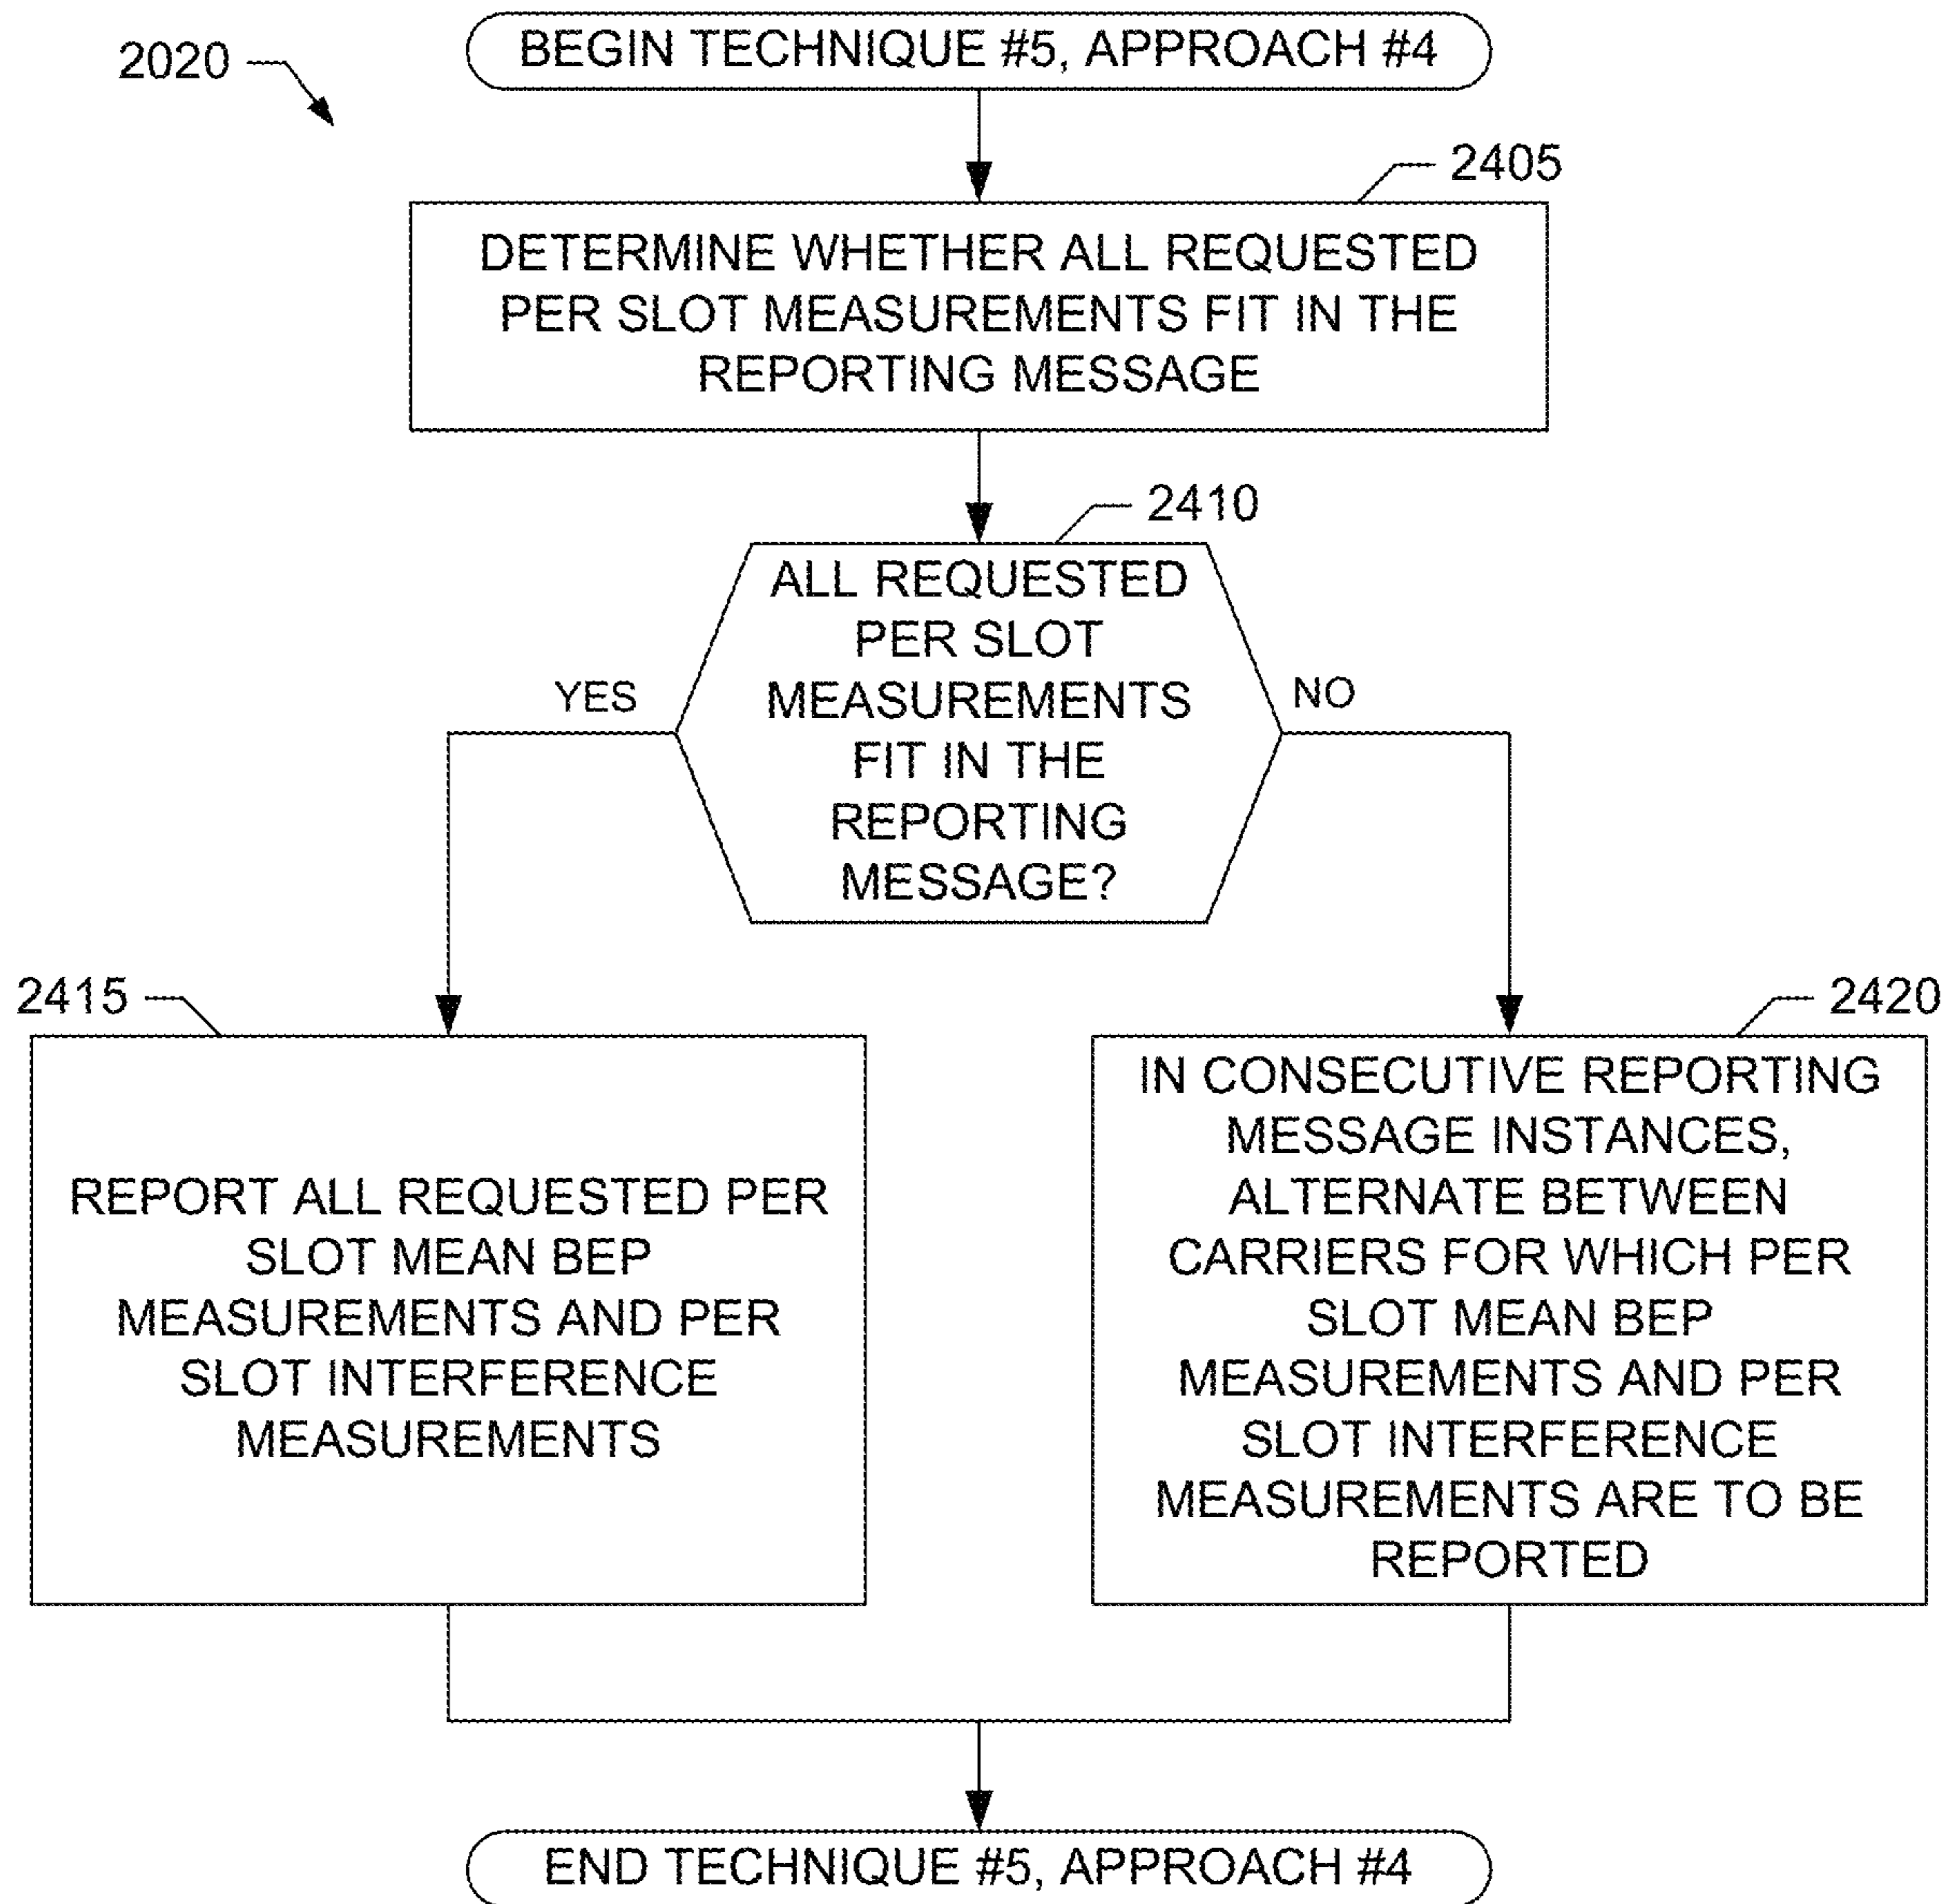 BEGIN TECHNIQUE #5, APPROACH #4
2020
2405
DETERMINE WHETHER ALL REQUESTED
PER SLOT MEASUREMENTS FIT IN THE
REPORTING MESSAGE
2410
ALL REQUESTED
PER SLOT
MEASUREMENTS
FIT IN THE
REPORTING
MESSAGE?
YES
NO
2415
REPORT ALL REQUESTED PER
SLOT MEAN BEP
MEASUREMENTS AND PER
SLOT INTERFERENCE
MEASUREMENTS
2420
IN CONSECUTIVE REPORTING
MESSAGE INSTANCES,
ALTERNATE BETWEEN
CARRIERS FOR WHICH PER
SLOT MEAN BEP
MEASUREMENTS AND PER
SLOT INTERFERENCE
MEASUREMENTS ARE TO BE
REPORTED
END TECHNIQUE #5, APPROACH #4